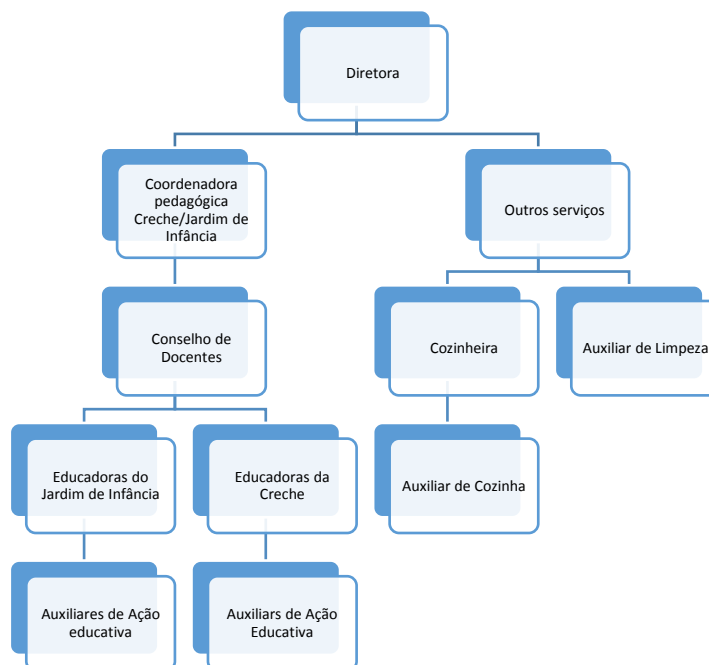 Diretora
Coordenadora
pedagógica
Creche/Jardim de
Infância
Outros serviços
Conselho de
Docentes
Cozinheira
Auxiliar de Limpeza
Educadoras do
Jardim de Infância
Educadoras da
Creche
Auxiliar de Cozinha
Auxiliares de Ação
educativa
Auxiliars de Ação
Educativa